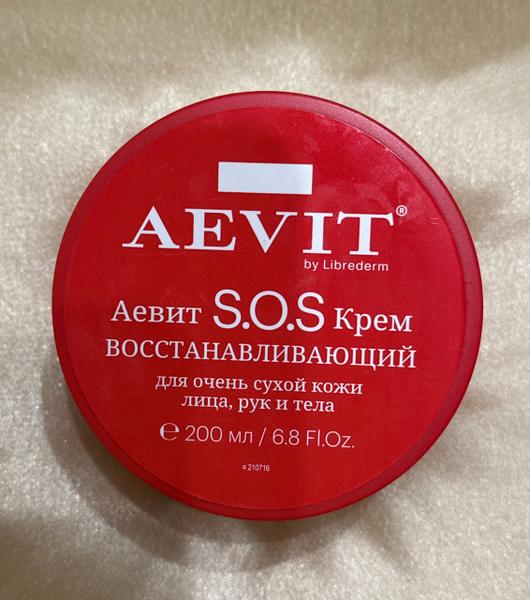 AEVIT®
by Librederm
Аевит S.O.S Крем
ВОССТАНАВЛИВАЮЩИЙ
для очень сухой кожи
лица, рук и тела
℮ 200 мл / 6.8 Fl.Oz.
α 210716